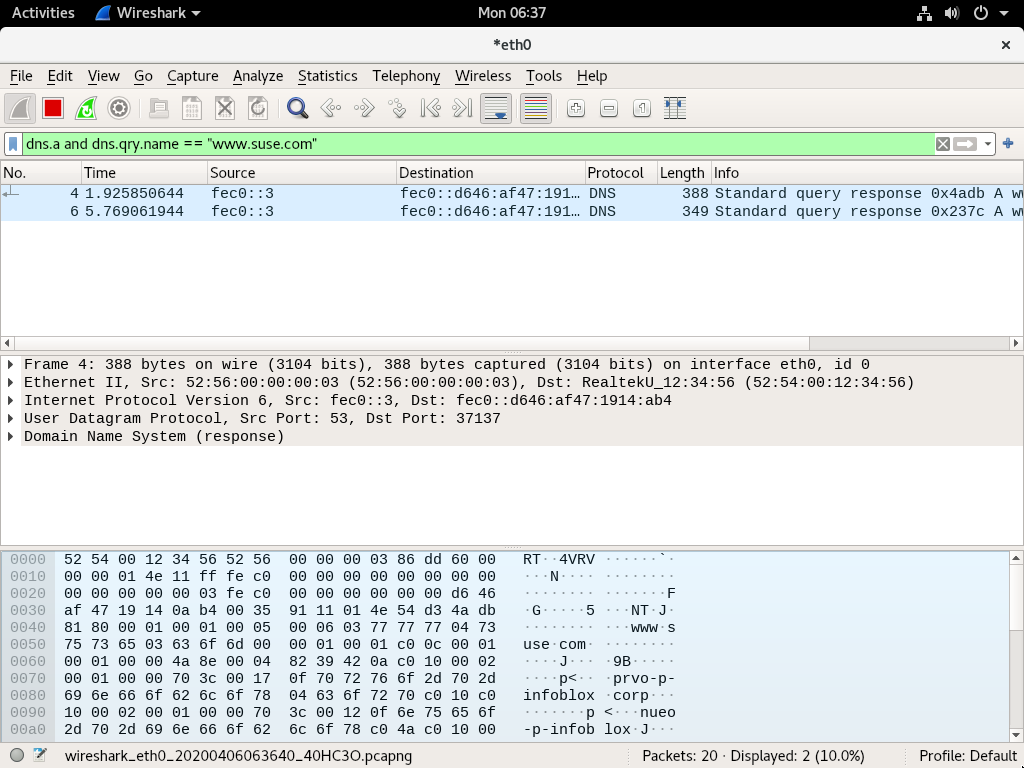 Activities Wireshark Mon 06:37
*eth0
File Edit View Go Capture Analyze Statistics Telephony Wireless Tools Help
dns.a and dns.qry.name == "www.suse.com"
No. Time Source Destination Protocol Length Info
4 1.925850644 fec0::3 fec0::d646:af47:191… DNS 388 Standard query response 0x4adb A w
6 5.769061944 fec0::3 fec0::d646:af47:191… DNS 349 Standard query response 0x237c A w
Frame 4: 388 bytes on wire (3104 bits), 388 bytes captured (3104 bits) on interface eth0, id 0
Ethernet II, Src: 52:56:00:00:00:03 (52:56:00:00:00:03), Dst: RealtekU_12:34:56 (52:54:00:12:34:56)
Internet Protocol Version 6, Src: fec0::3, Dst: fec0::d646:af47:1914:ab4
User Datagram Protocol, Src Port: 53, Dst Port: 37137
Domain Name System (response)
0000 52 54 00 12 34 56 52 56 00 00 00 03 86 dd 60 00 RT··4VRV ······`·
0010 00 00 01 4e 11 ff fe c0 00 00 00 00 00 00 00 00 ···N···· ········
0020 00 00 00 00 00 03 fe c0 00 00 00 00 00 00 d6 46 ········ ·······F
0030 af 47 19 14 0a b4 00 35 91 11 01 4e 54 d3 4a db ·G·····5 ···NT·J·
0040 81 80 00 01 00 01 00 05 00 06 03 77 77 77 04 73 ········ ···www·s
0050 75 73 65 03 63 6f 6d 00 00 01 00 01 c0 0c 00 01 use·com· ········
0060 00 01 00 00 4a 8e 00 04 82 39 42 0a c0 10 00 02 ····J··· ·9B·····
0070 00 01 00 00 70 3c 00 17 0f 70 72 76 6f 2d 70 2d ····p<·· ·prvo-p-
0080 69 6e 66 6f 62 6c 6f 78 04 63 6f 72 70 c0 10 c0 infoblox ·corp···
0090 10 00 02 00 01 00 00 70 3c 00 12 0f 6e 75 65 6f ·······p <···nueo
00a0 2d 70 2d 69 6e 66 6f 62 6c 6f 78 c0 4a c0 10 00 -p-infob lox·J···
wireshark_eth0_20200406063640_40HC3O.pcapng Packets: 20 · Displayed: 2 (10.0%) Profile: Default